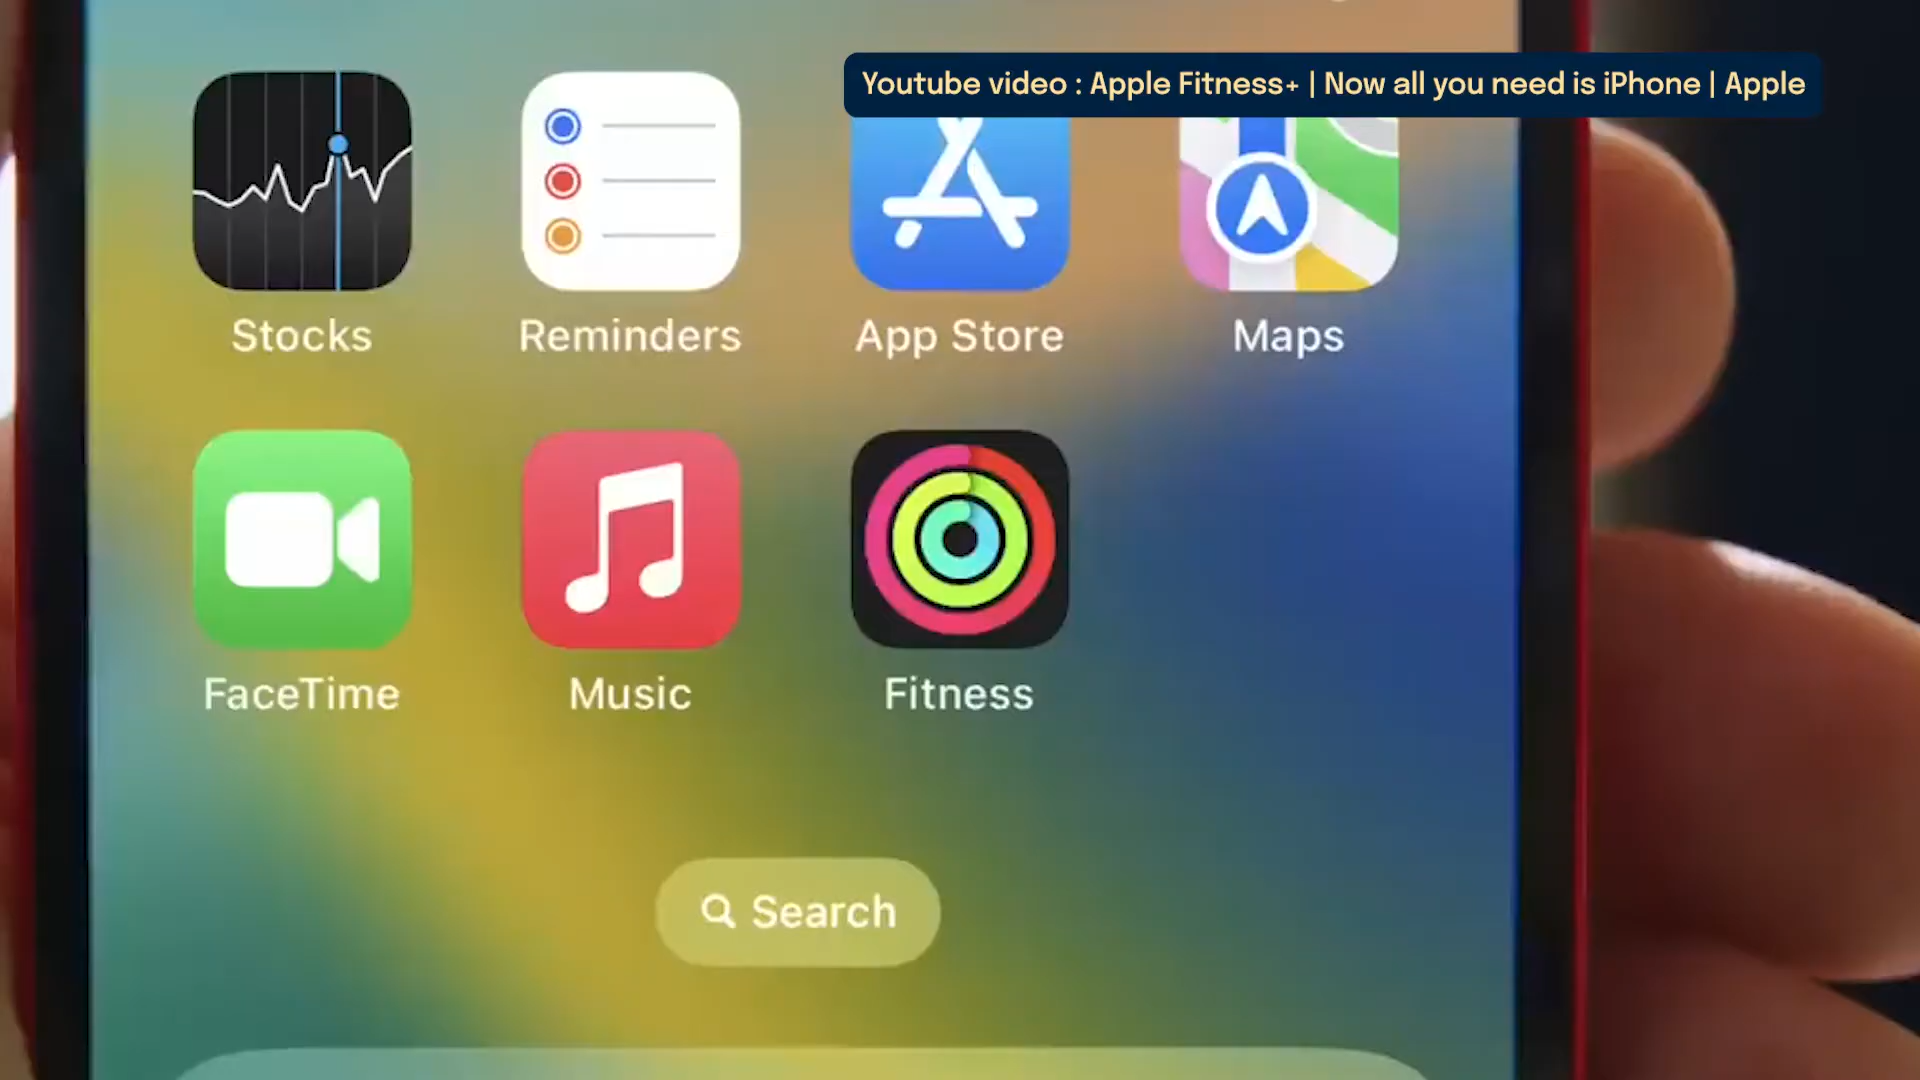 Youtube video : Apple Fitness+ | Now all you need is iPhone | Apple
Stocks
Reminders
App Store
Maps
FaceTime
Music
Fitness
Search